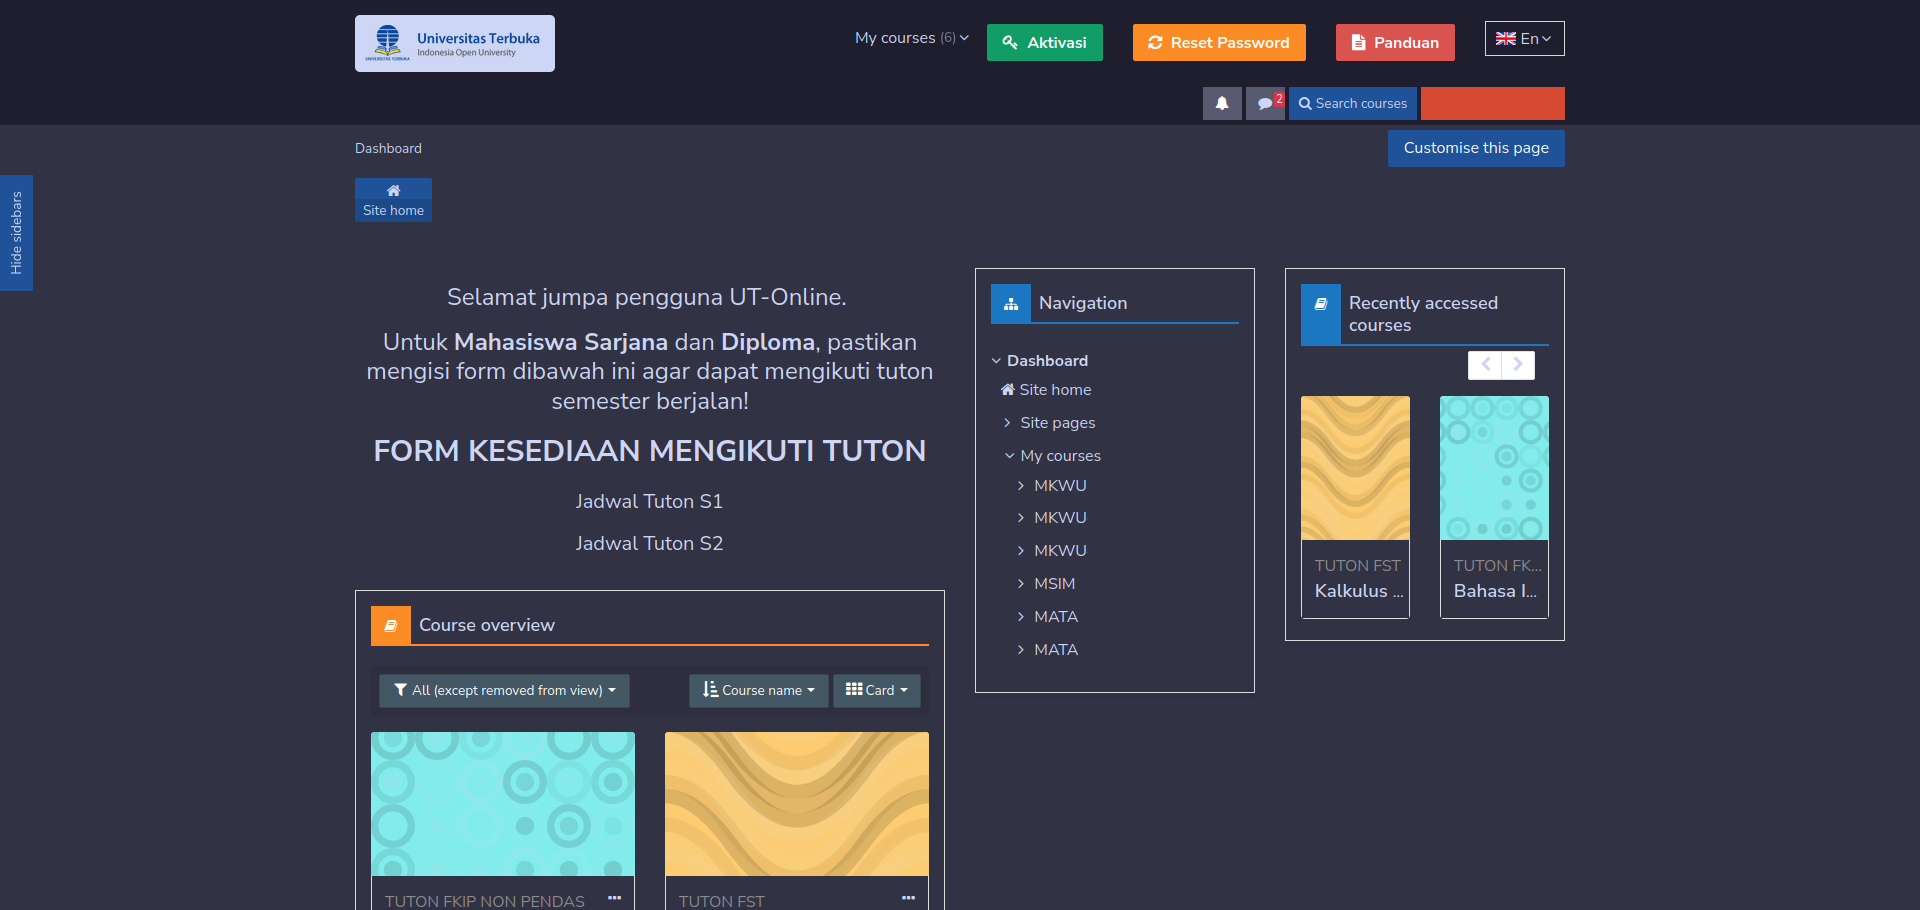 Universitas Terbuka
Indonesia Open University
UNIVERSITAS TERBUKA
My courses (6)
Aktivasi
Reset Password
Panduan
En
2
Search courses
Dashboard
Customise this page
Site home
Hide sidebars
Selamat jumpa pengguna UT-Online.
Untuk Mahasiswa Sarjana dan Diploma, pastikan
mengisi form dibawah ini agar dapat mengikuti tuton
semester berjalan!
FORM KESEDIAAN MENGIKUTI TUTON
Jadwal Tuton S1
Jadwal Tuton S2
Course overview
All (except removed from view)
Course name
Card
TUTON FKIP NON PENDAS
TUTON FST
Navigation
Dashboard
Site home
Site pages
My courses
MKWU
MKWU
MKWU
MSIM
MATA
MATA
Recently accessed
courses
TUTON FST
Kalkulus ...
TUTON FK...
Bahasa I...